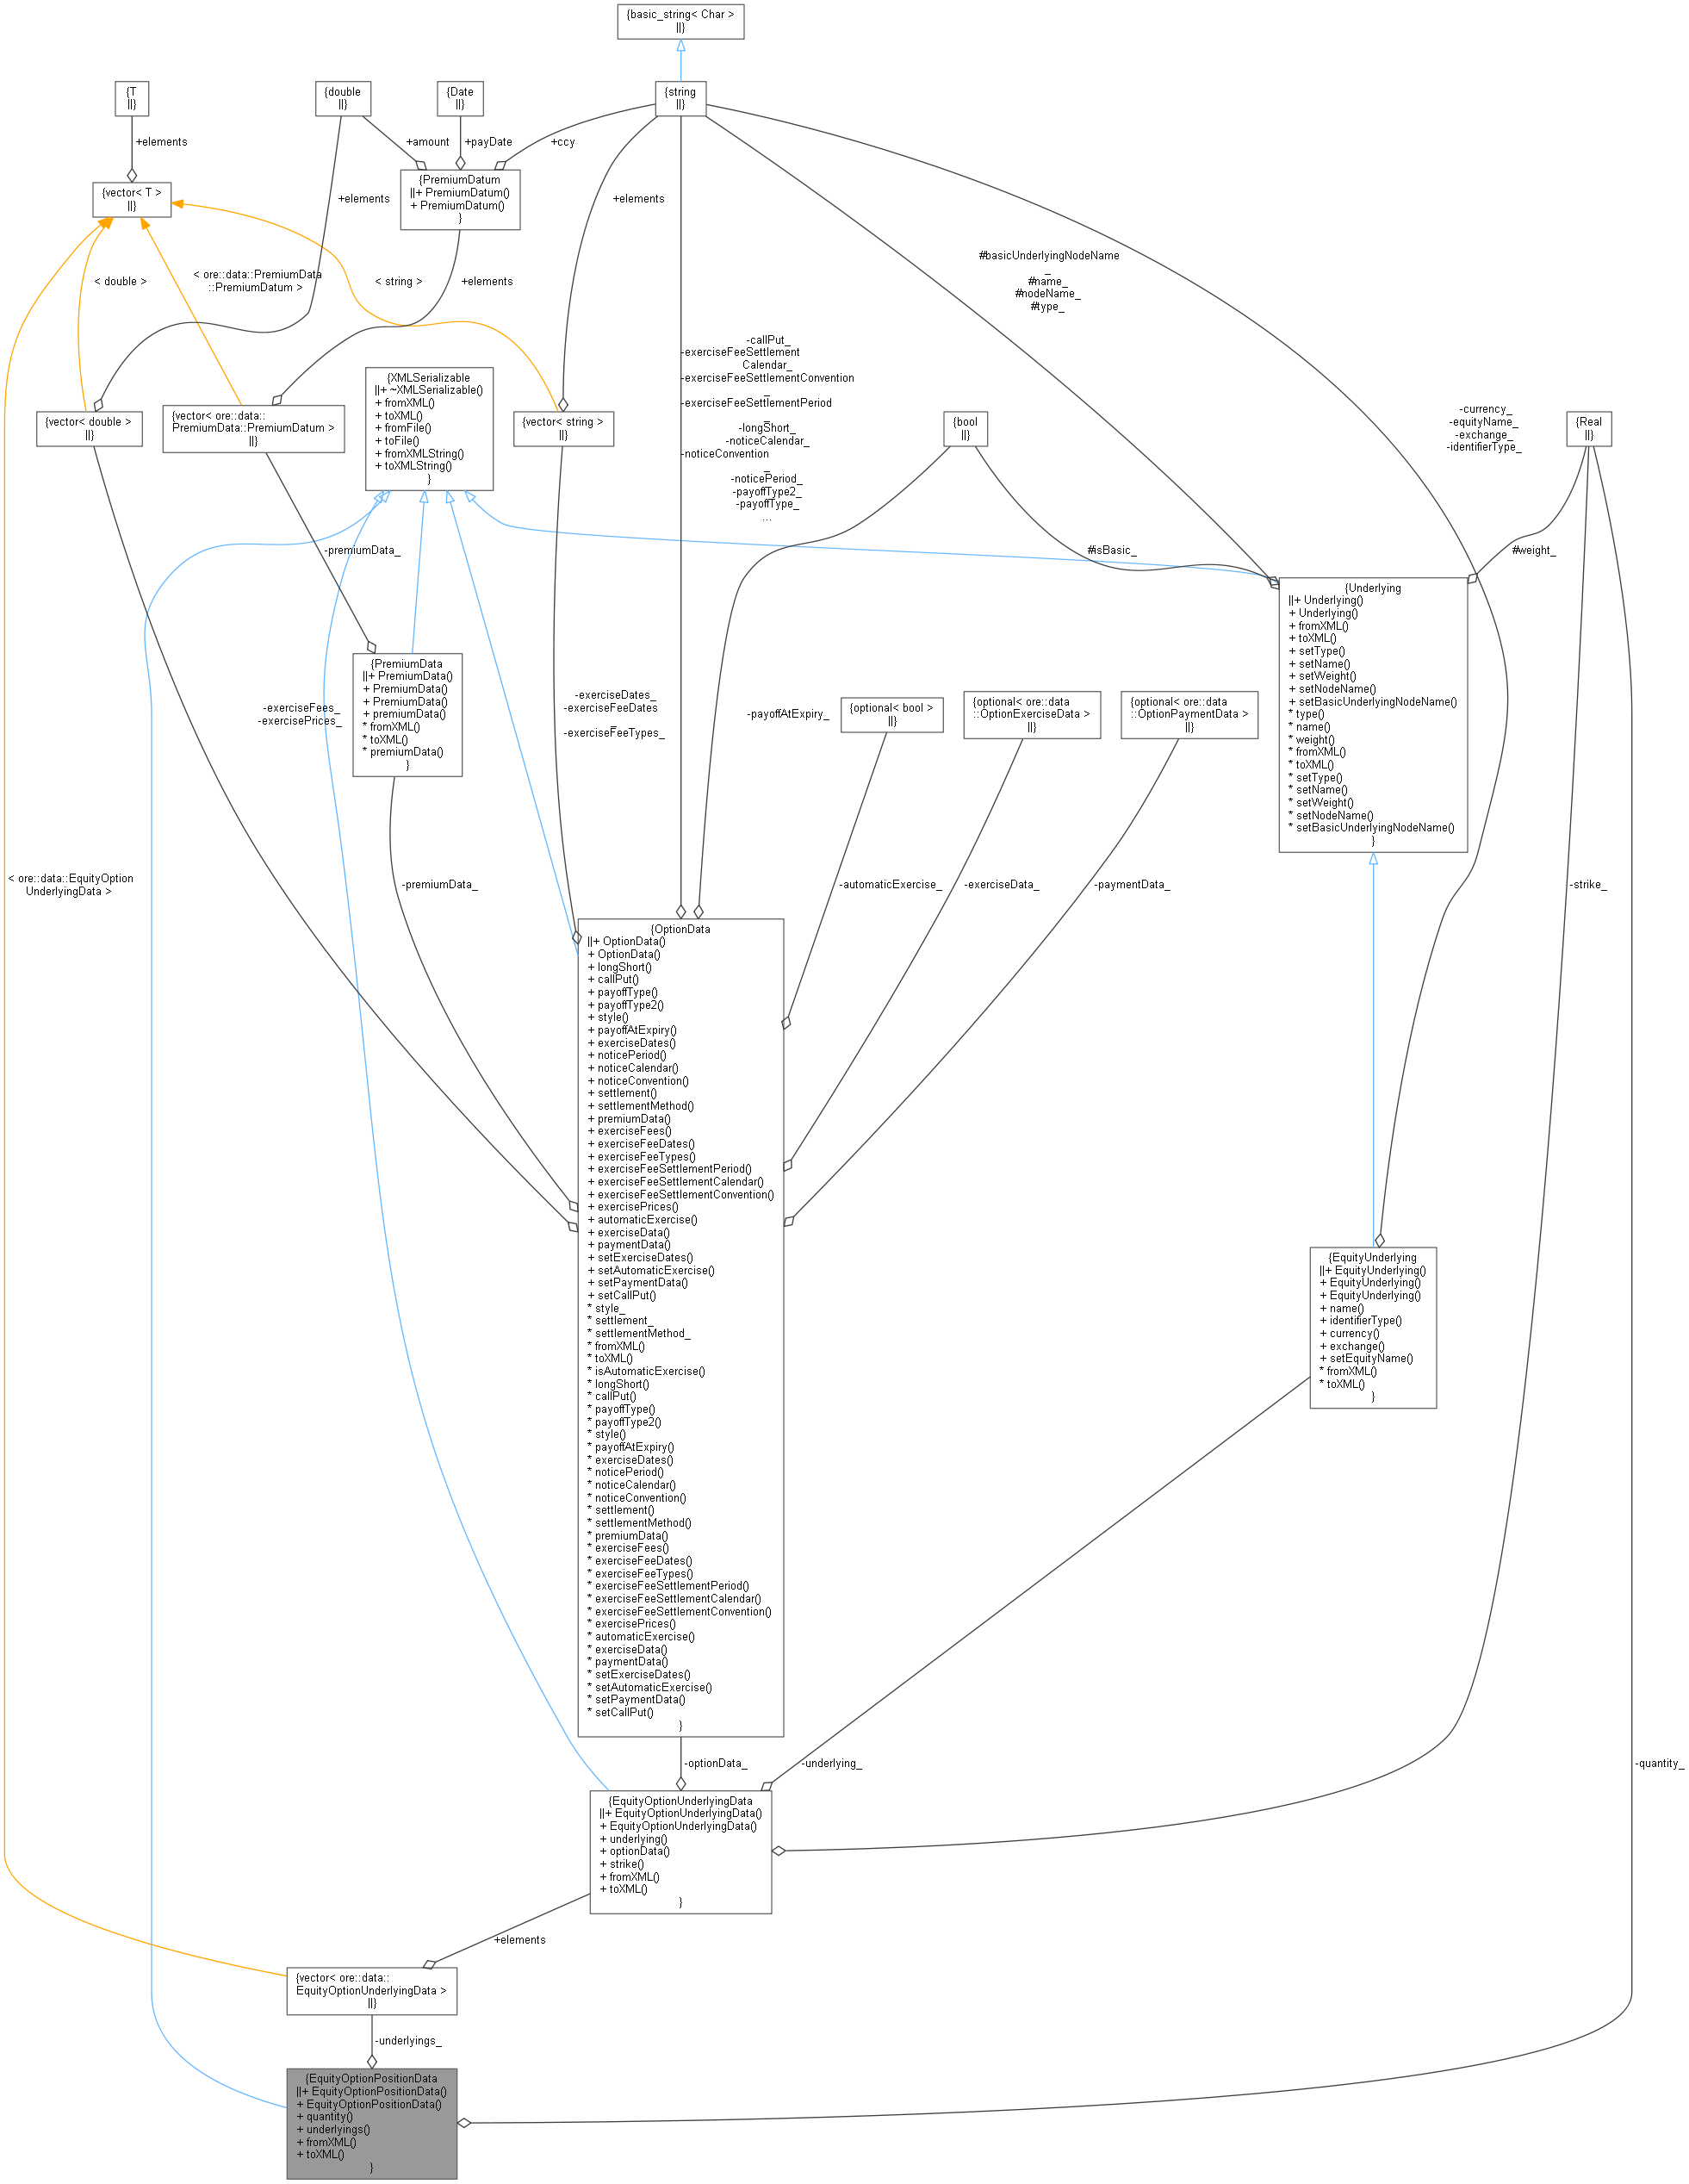 {basic_string< Char >
||}
{T
||}
{double
||}
{Date
||}
{string
||}
+elements
+amount
+payDate
+ccy
{vector< T >
||}
{PremiumDatum
||+ PremiumDatum()
+ PremiumDatum()
}
+elements
+elements
< double >
< ore::data::PremiumData
::PremiumDatum >
< string >
+elements
#basicUnderlyingNodeName
_
#name_
#nodeName_
#type_
-callPut_
-exerciseFeeSettlement
Calendar_
-exerciseFeeSettlementConvention
_
-exerciseFeeSettlementPeriod
_
-longShort_
-noticeCalendar_
-noticeConvention
_
-noticePeriod_
-payoffType2_
-payoffType_
...
{XMLSerializable
||+ ~XMLSerializable()
+ fromXML()
+ toXML()
+ fromFile()
+ toFile()
+ fromXMLString()
+ toXMLString()
}
{vector< double >
||}
{vector< ore::data::
PremiumData::PremiumDatum >
||}
{vector< string >
||}
{bool
||}
-currency_
-equityName_
-exchange_
-identifierType_
{Real
||}
-premiumData_
#isBasic_
#weight_
{Underlying
||+ Underlying()
+ Underlying()
+ fromXML()
+ toXML()
+ setType()
+ setName()
+ setWeight()
+ setNodeName()
+ setBasicUnderlyingNodeName()
* type()
* name()
* weight()
* fromXML()
* toXML()
* setType()
* setName()
* setWeight()
* setNodeName()
* setBasicUnderlyingNodeName()
}
{PremiumData
||+ PremiumData()
+ PremiumData()
+ PremiumData()
+ premiumData()
* fromXML()
* toXML()
* premiumData()
}
-exerciseFees_
-exercisePrices_
-exerciseDates_
-exerciseFeeDates
_
-exerciseFeeTypes_
-payoffAtExpiry_
{optional< bool >
||}
{optional< ore::data
::OptionExerciseData >
||}
{optional< ore::data
::OptionPaymentData >
||}
< ore::data::EquityOption
UnderlyingData >
-premiumData_
-automaticExercise_
-exerciseData_
-paymentData_
-strike_
{OptionData
||+ OptionData()
+ OptionData()
+ longShort()
+ callPut()
+ payoffType()
+ payoffType2()
+ style()
+ payoffAtExpiry()
+ exerciseDates()
+ noticePeriod()
+ noticeCalendar()
+ noticeConvention()
+ settlement()
+ settlementMethod()
+ premiumData()
+ exerciseFees()
+ exerciseFeeDates()
+ exerciseFeeTypes()
+ exerciseFeeSettlementPeriod()
+ exerciseFeeSettlementCalendar()
+ exerciseFeeSettlementConvention()
+ exercisePrices()
+ automaticExercise()
+ exerciseData()
+ paymentData()
+ setExerciseDates()
+ setAutomaticExercise()
+ setPaymentData()
+ setCallPut()
* style_
* settlement_
* settlementMethod_
* fromXML()
* toXML()
* isAutomaticExercise()
* longShort()
* callPut()
* payoffType()
* payoffType2()
* style()
* payoffAtExpiry()
* exerciseDates()
* noticePeriod()
* noticeCalendar()
* noticeConvention()
* settlement()
* settlementMethod()
* premiumData()
* exerciseFees()
* exerciseFeeDates()
* exerciseFeeTypes()
* exerciseFeeSettlementPeriod()
* exerciseFeeSettlementCalendar()
* exerciseFeeSettlementConvention()
* exercisePrices()
* automaticExercise()
* exerciseData()
* paymentData()
* setExerciseDates()
* setAutomaticExercise()
* setPaymentData()
* setCallPut()
}
{EquityUnderlying
||+ EquityUnderlying()
+ EquityUnderlying()
+ EquityUnderlying()
+ name()
+ identifierType()
+ currency()
+ exchange()
+ setEquityName()
* fromXML()
* toXML()
}
-optionData_
-underlying_
-quantity_
{EquityOptionUnderlyingData
||+ EquityOptionUnderlyingData()
+ EquityOptionUnderlyingData()
+ underlying()
+ optionData()
+ strike()
+ fromXML()
+ toXML()
}
+elements
{vector< ore::data::
EquityOptionUnderlyingData >
||}
-underlyings_
{EquityOptionPositionData
||+ EquityOptionPositionData()
+ EquityOptionPositionData()
+ quantity()
+ underlyings()
+ fromXML()
+ toXML()
}